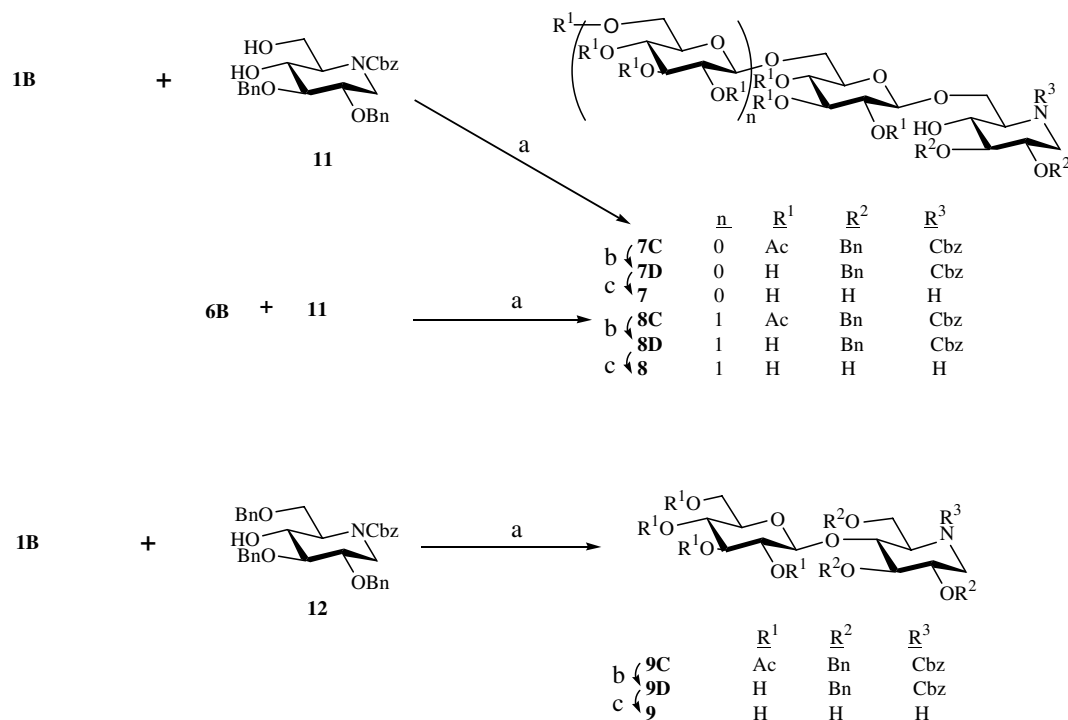 1B + HO HO BnO NCbz OBn
11
a
R¹-O R¹O R¹O O OR¹ n O R¹O R¹O O OR¹ O HO R²O R³ N OR²
n R¹ R² R³
b 7C 0 Ac Bn Cbz
c 7D 0 H Bn Cbz
7 0 H H H
6B + 11 a
b 8C 1 Ac Bn Cbz
c 8D 1 H Bn Cbz
8 1 H H H
1B + BnO HO BnO NCbz OBn
12
a
R¹O R¹O R¹O O OR¹ O R²O R²O R³ N OR²
R¹ R² R³
b 9C Ac Bn Cbz
c 9D H Bn Cbz
9 H H H